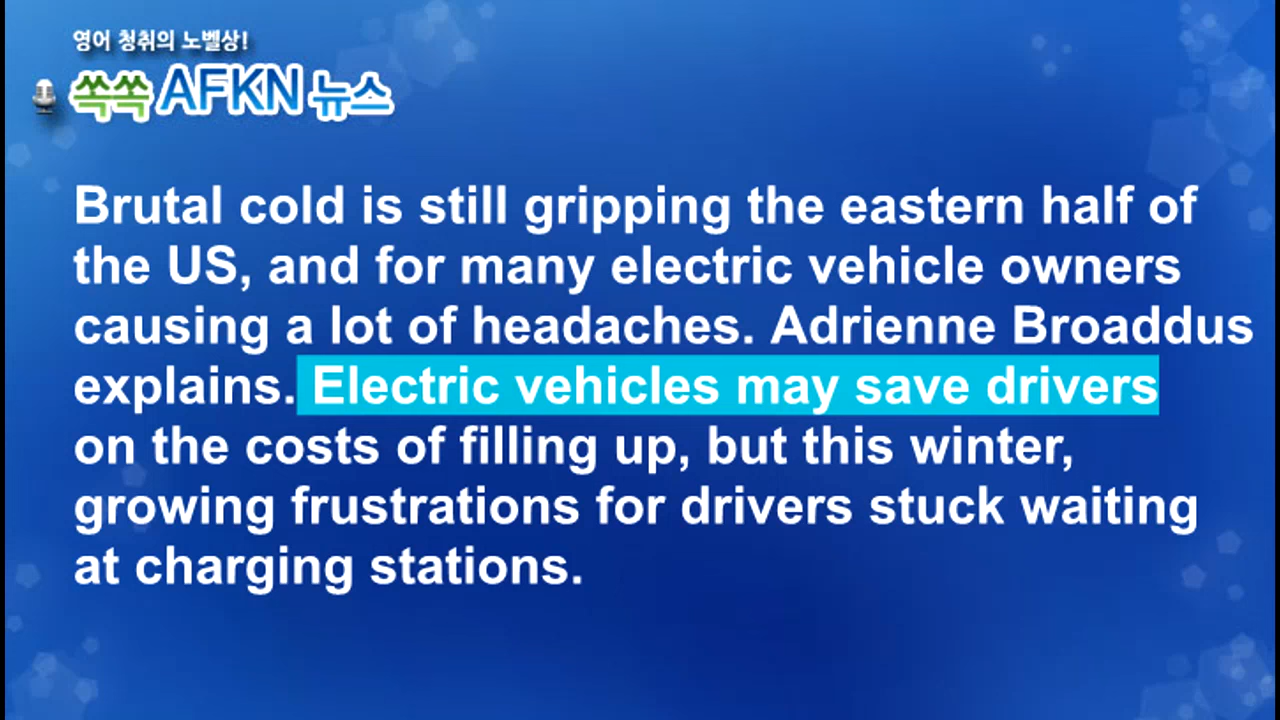 영어 청취의 노벨상!
쏙쏙 AFKN 뉴스
Brutal cold is still gripping the eastern half of
the US, and for many electric vehicle owners
causing a lot of headaches. Adrienne Broaddus
explains. Electric vehicles may save drivers
on the costs of filling up, but this winter,
growing frustrations for drivers stuck waiting
at charging stations.